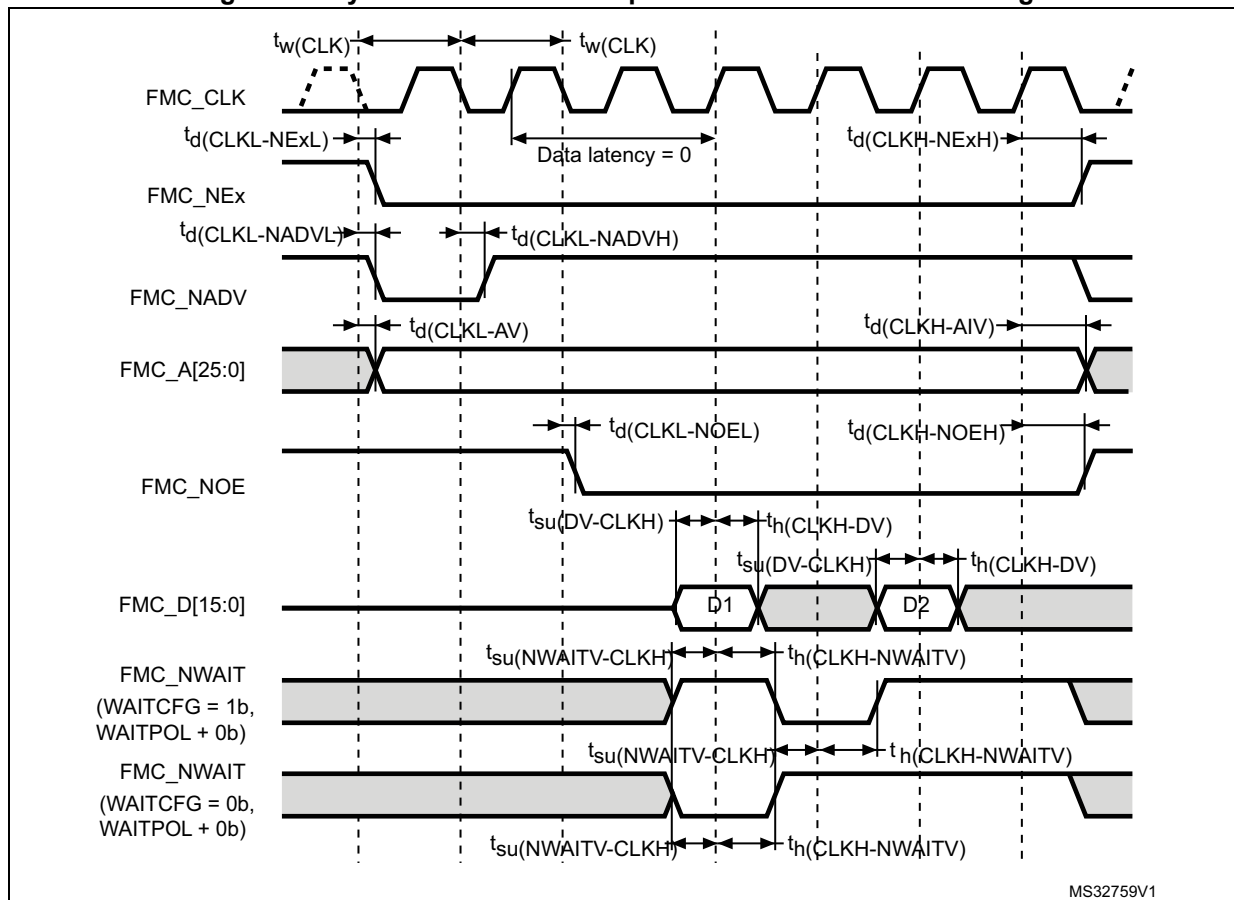 tw(CLK) tw(CLK)
FMC_CLK
td(CLKL-NExL) Data latency = 0 td(CLKH-NExH)
FMC_NEx
td(CLKL-NADVL) td(CLKL-NADVH)
FMC_NADV
td(CLKL-AV) td(CLKH-AIV)
FMC_A[25:0]
td(CLKL-NOEL) td(CLKH-NOEH)
FMC_NOE
tsu(DV-CLKH) th(CLKH-DV)
tsu(DV-CLKH) th(CLKH-DV)
FMC_D[15:0] D1 D2
tsu(NWAITV-CLKH) th(CLKH-NWAITV)
FMC_NWAIT
(WAITCFG = 1b,
WAITPOL + 0b)
tsu(NWAITV-CLKH) th(CLKH-NWAITV)
FMC_NWAIT
(WAITCFG = 0b,
WAITPOL + 0b)
tsu(NWAITV-CLKH) th(CLKH-NWAITV)
MS32759V1